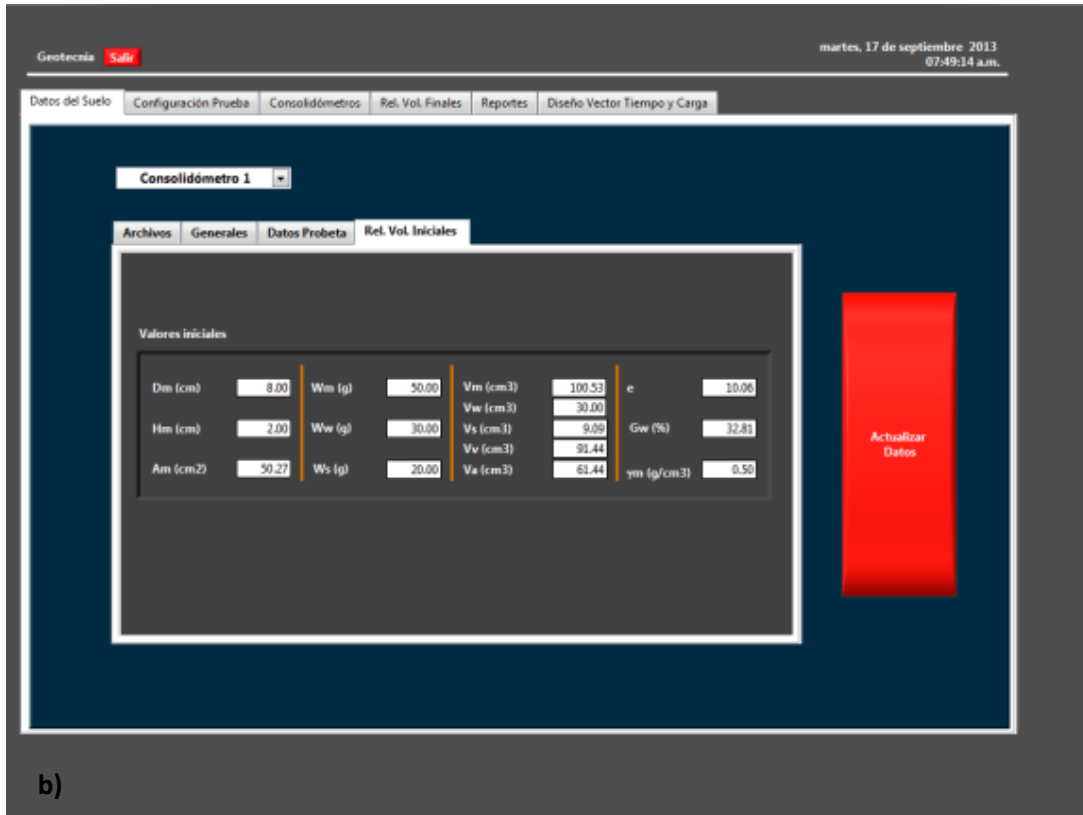 Geotecnia Salir
martes, 17 de septiembre 2013
07:49:14 a.m.
Datos del Suelo Configuración Prueba Consolidómetros Rel. Vol. Finales Reportes Diseño Vector Tiempo y Carga
Consolidómetro 1
Archivos Generales Datos Probeta Rel. Vol. Iniciales
Valores iniciales
Dm (cm) 8.00 Wm (g) 50.00 Vm (cm3) 100.53 e 10.06
Vw (cm3) 30.00
Hm (cm) 2.00 Ww (g) 30.00 Vs (cm3) 9.09 Gw (%) 32.81
Vv (cm3) 91.44
Am (cm2) 50.27 Ws (g) 20.00 Va (cm3) 61.44 γm (g/cm3) 0.50
Actualizar
Datos
b)